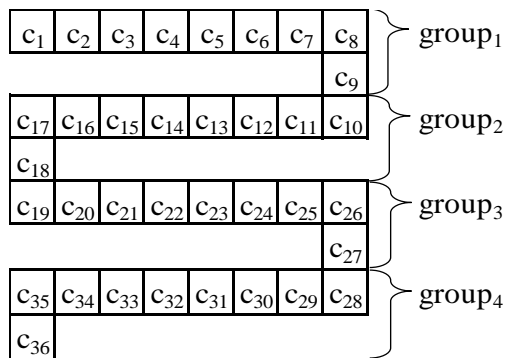 c₁ c₂ c₃ c₄ c₅ c₆ c₇ c₈ group₁
c₉
c₁₇ c₁₆ c₁₅ c₁₄ c₁₃ c₁₂ c₁₁ c₁₀ group₂
c₁₈
c₁₉ c₂₀ c₂₁ c₂₂ c₂₃ c₂₄ c₂₅ c₂₆ group₃
c₂₇
c₃₅ c₃₄ c₃₃ c₃₂ c₃₁ c₃₀ c₂₉ c₂₈ group₄
c₃₆